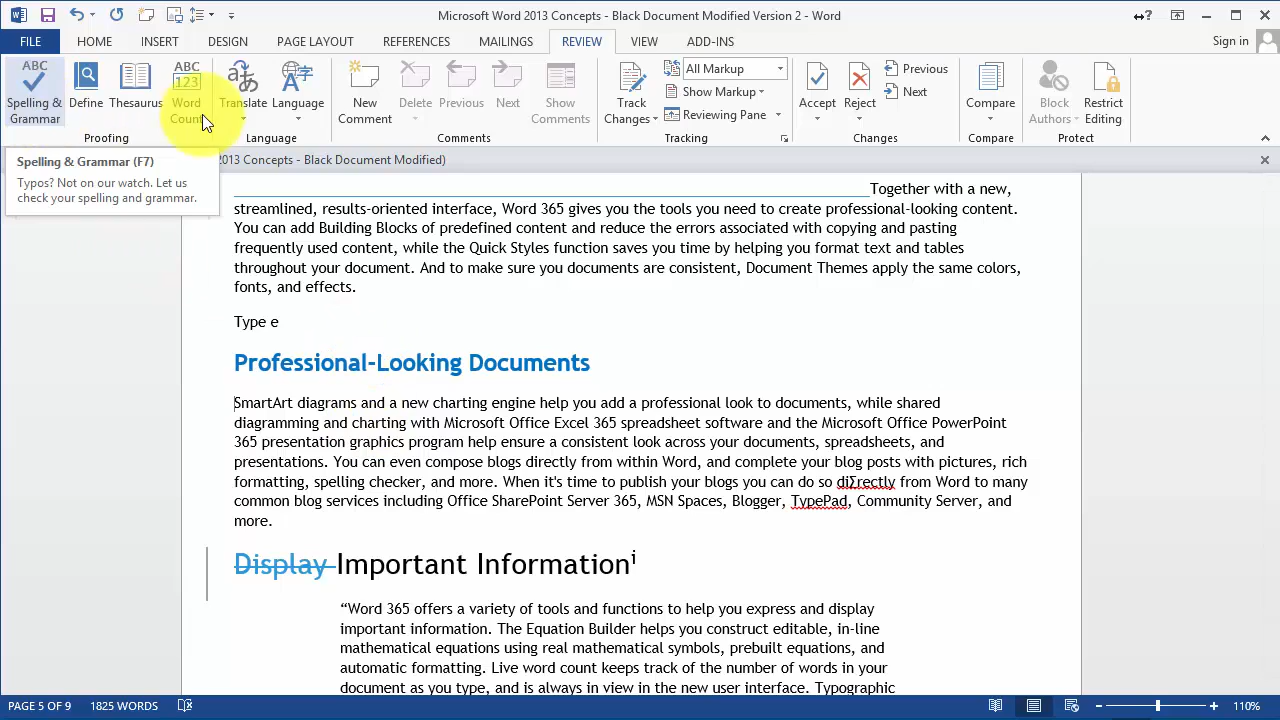 Microsoft Word 2013 Concepts - Black Document Modified Version 2 - Word
FILE HOME INSERT DESIGN PAGE LAYOUT REFERENCES MAILINGS REVIEW VIEW ADD-INS Sign in
ABC Spelling & Grammar
Define
Thesaurus
ABC 123 Word Count
Translate
Language
New Comment
Delete
Previous
Next
Show Comments
Track Changes
All Markup
Show Markup
Reviewing Pane
Accept
Reject
Previous
Next
Compare
Block Authors
Restrict Editing
Proofing Language Comments Tracking Changes Compare Protect
2013 Concepts - Black Document Modified)
Spelling & Grammar (F7)
Typos? Not on our watch. Let us
check your spelling and grammar.
Together with a new,
streamlined, results-oriented interface, Word 365 gives you the tools you need to create professional-looking content.
You can add Building Blocks of predefined content and reduce the errors associated with copying and pasting
frequently used content, while the Quick Styles function saves you time by helping you format text and tables
throughout your document. And to make sure you documents are consistent, Document Themes apply the same colors,
fonts, and effects.
Type e
Professional-Looking Documents
SmartArt diagrams and a new charting engine help you add a professional look to documents, while shared
diagramming and charting with Microsoft Office Excel 365 spreadsheet software and the Microsoft Office PowerPoint
365 presentation graphics program help ensure a consistent look across your documents, spreadsheets, and
presentations. You can even compose blogs directly from within Word, and complete your blog posts with pictures, rich
formatting, spelling checker, and more. When it's time to publish your blogs you can do so diΣrectly from Word to many
common blog services including Office SharePoint Server 365, MSN Spaces, Blogger, TypePad, Community Server, and
more.
Display Important Informationi
“Word 365 offers a variety of tools and functions to help you express and display
important information. The Equation Builder helps you construct editable, in-line
mathematical equations using real mathematical symbols, prebuilt equations, and
automatic formatting. Live word count keeps track of the number of words in your
document as you type, and is always in view in the new user interface. Typographic
PAGE 5 OF 9 1825 WORDS 110%